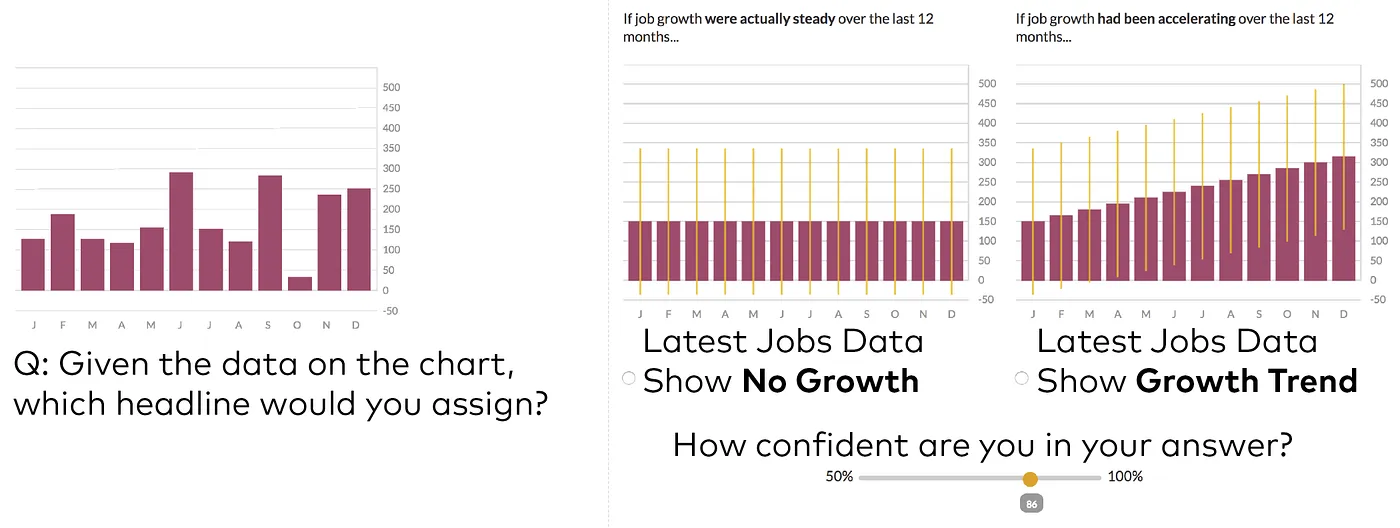 500
450
400
350
300
250
200
150
100
50
0
-50
J F M A M J J A S O N D
Q: Given the data on the chart,
which headline would you assign?
If job growth were actually steady over the last 12
months...
500
450
400
350
300
250
200
150
100
50
0
-50
J F M A M J J A S O N D
Latest Jobs Data
Show No Growth
If job growth had been accelerating over the last 12
months...
500
450
400
350
300
250
200
150
100
50
0
-50
J F M A M J J A S O N D
Latest Jobs Data
Show Growth Trend
How confident are you in your answer?
50% 100%
86